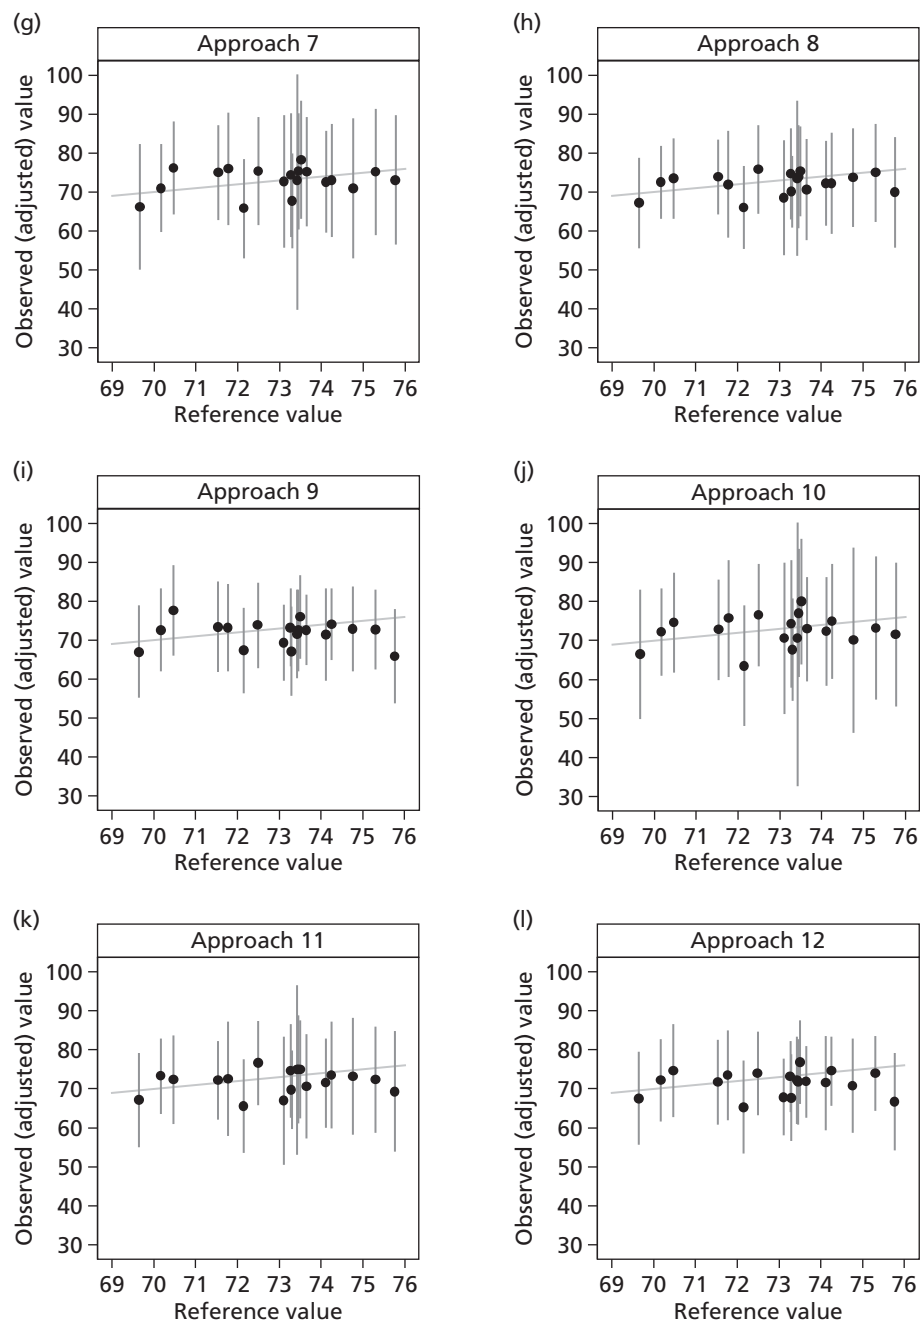 (g)
Approach 7
Observed (adjusted) value
100
90
80
70
60
50
40
30
69 70 71 72 73 74 75 76
Reference value
(h)
Approach 8
Observed (adjusted) value
100
90
80
70
60
50
40
30
69 70 71 72 73 74 75 76
Reference value
(i)
Approach 9
Observed (adjusted) value
100
90
80
70
60
50
40
30
69 70 71 72 73 74 75 76
Reference value
(j)
Approach 10
Observed (adjusted) value
100
90
80
70
60
50
40
30
69 70 71 72 73 74 75 76
Reference value
(k)
Approach 11
Observed (adjusted) value
100
90
80
70
60
50
40
30
69 70 71 72 73 74 75 76
Reference value
(l)
Approach 12
Observed (adjusted) value
100
90
80
70
60
50
40
30
69 70 71 72 73 74 75 76
Reference value